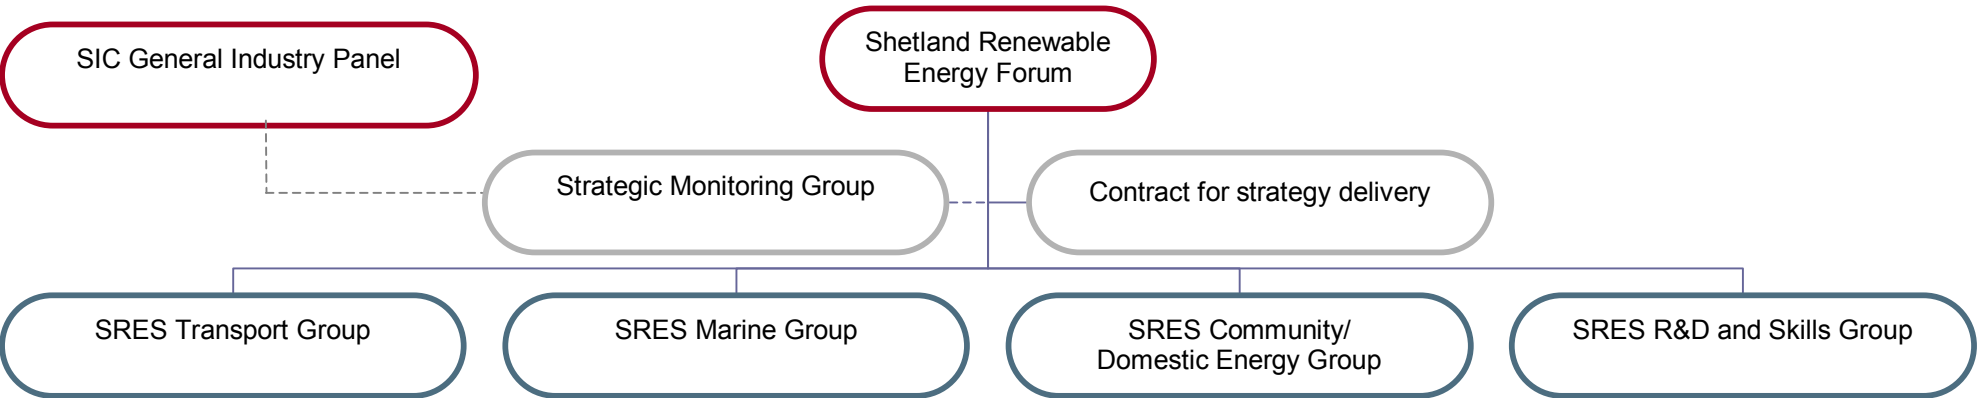 SIC General Industry Panel
Shetland Renewable
Energy Forum
Strategic Monitoring Group
Contract for strategy delivery
SRES Transport Group
SRES Marine Group
SRES Community/
Domestic Energy Group
SRES R&D and Skills Group